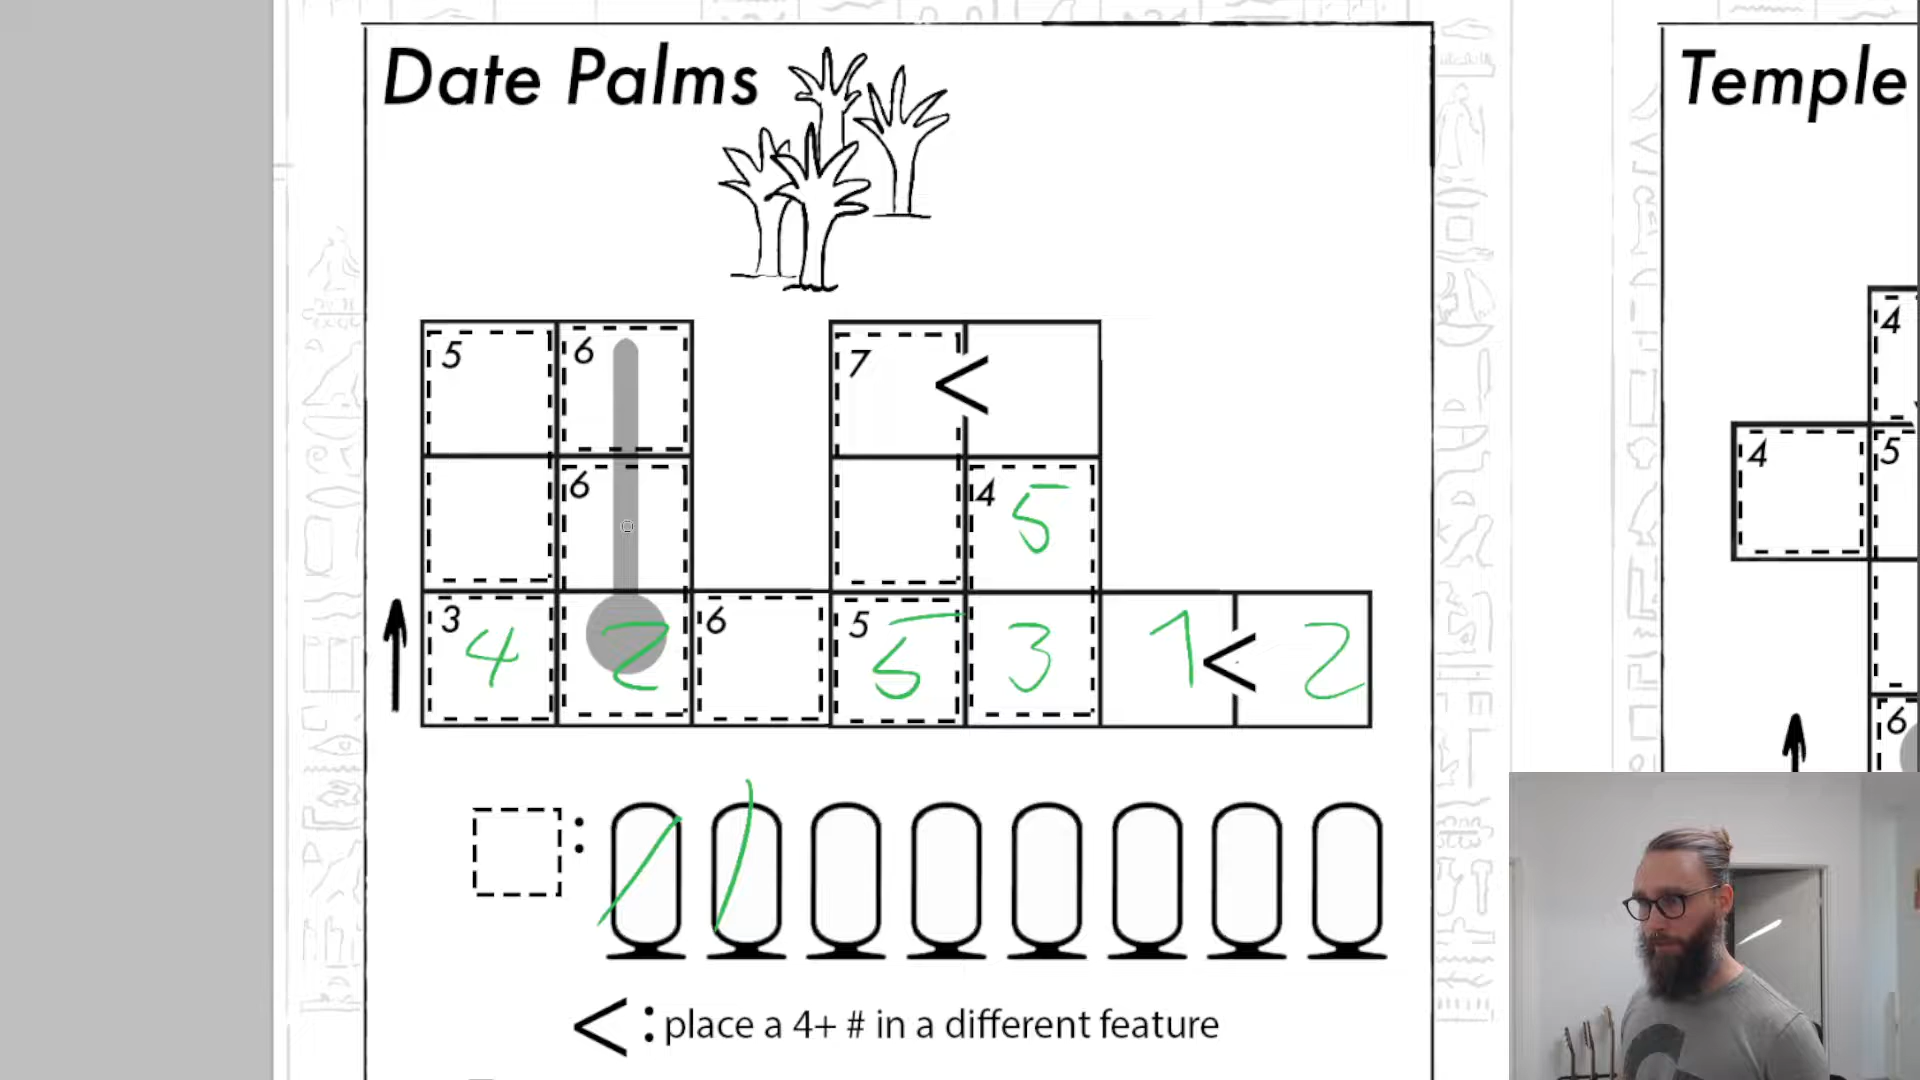 Date Palms
Temple
5 6 7 <
4
6 4 5
4 5
3 4 2 6 5 5 3 1 < 2
6
:
< : place a 4+ # in a different feature